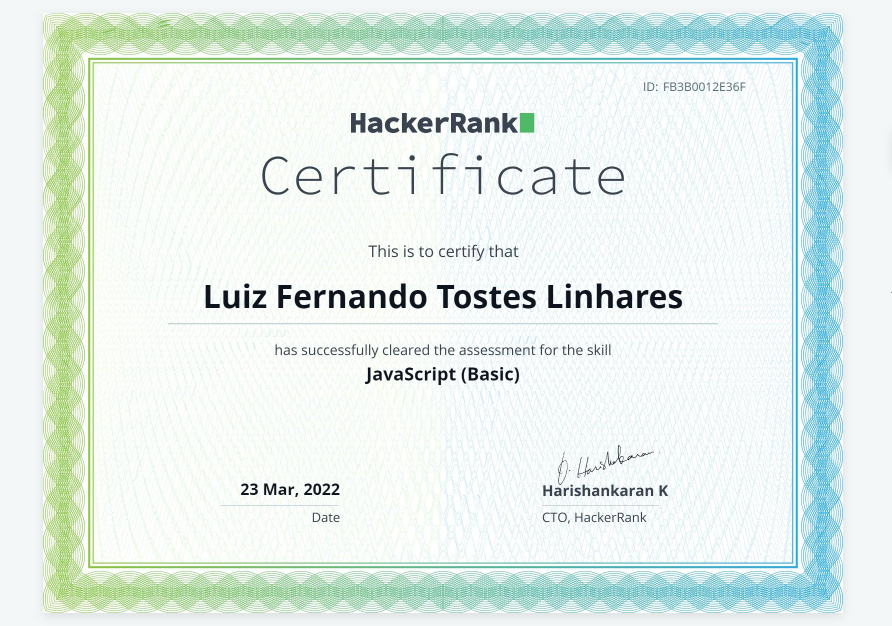 ID: FB3B0012E36F
HackerRank
Certificate
This is to certify that
Luiz Fernando Tostes Linhares
has successfully cleared the assessment for the skill
JavaScript (Basic)
D. Harishankaran
23 Mar, 2022
Harishankaran K
Date
CTO, HackerRank